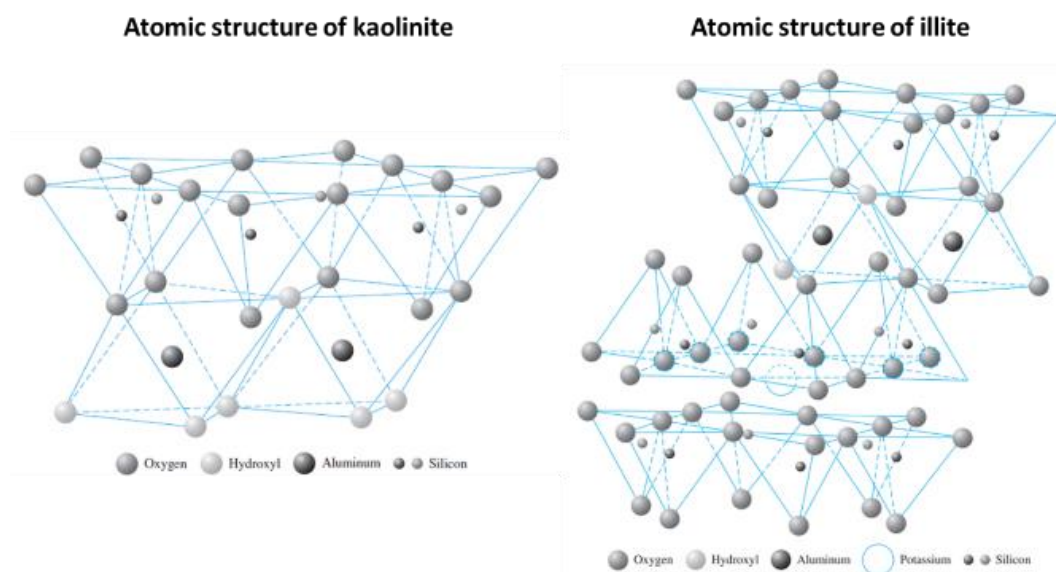 Atomic structure of kaolinite
Atomic structure of illite
Oxygen Hydroxyl Aluminum Silicon
Oxygen Hydroxyl Aluminum Potassium Silicon